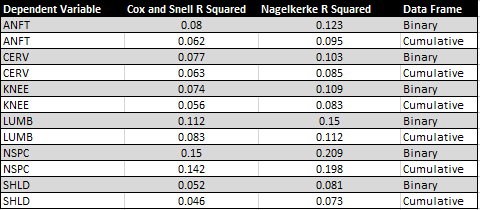 Dependent Variable Cox and Snell R Squared Nagelkerke R Squared Data Frame
ANFT 0.08 0.123 Binary
ANFT 0.062 0.095 Cumulative
CERV 0.077 0.103 Binary
CERV 0.063 0.085 Cumulative
KNEE 0.074 0.109 Binary
KNEE 0.056 0.083 Cumulative
LUMB 0.112 0.15 Binary
LUMB 0.083 0.112 Cumulative
NSPC 0.15 0.209 Binary
NSPC 0.142 0.198 Cumulative
SHLD 0.052 0.081 Binary
SHLD 0.046 0.073 Cumulative